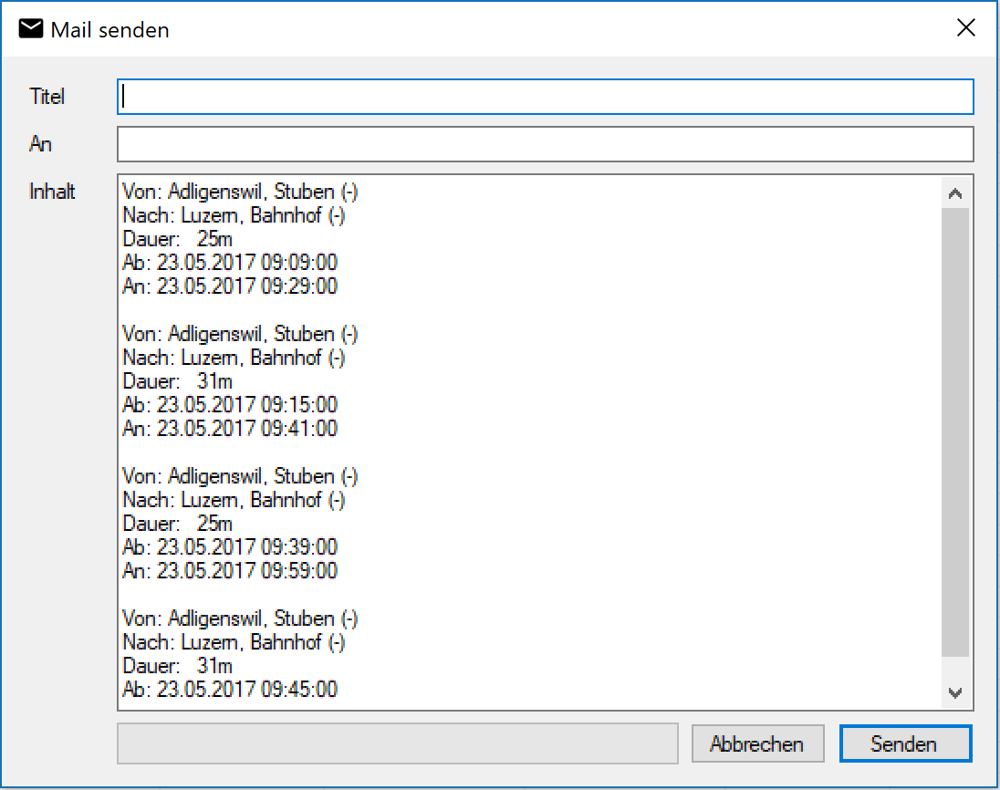 Mail senden
Titel
An
Inhalt
Von: Adligenswil, Stuben (-)
Nach: Luzern, Bahnhof (-)
Dauer:   25m
Ab: 23.05.2017 09:09:00
An: 23.05.2017 09:29:00

Von: Adligenswil, Stuben (-)
Nach: Luzern, Bahnhof (-)
Dauer:   31m
Ab: 23.05.2017 09:15:00
An: 23.05.2017 09:41:00

Von: Adligenswil, Stuben (-)
Nach: Luzern, Bahnhof (-)
Dauer:   25m
Ab: 23.05.2017 09:39:00
An: 23.05.2017 09:59:00

Von: Adligenswil, Stuben (-)
Nach: Luzern, Bahnhof (-)
Dauer:   31m
Ab: 23.05.2017 09:45:00
Abbrechen
Senden